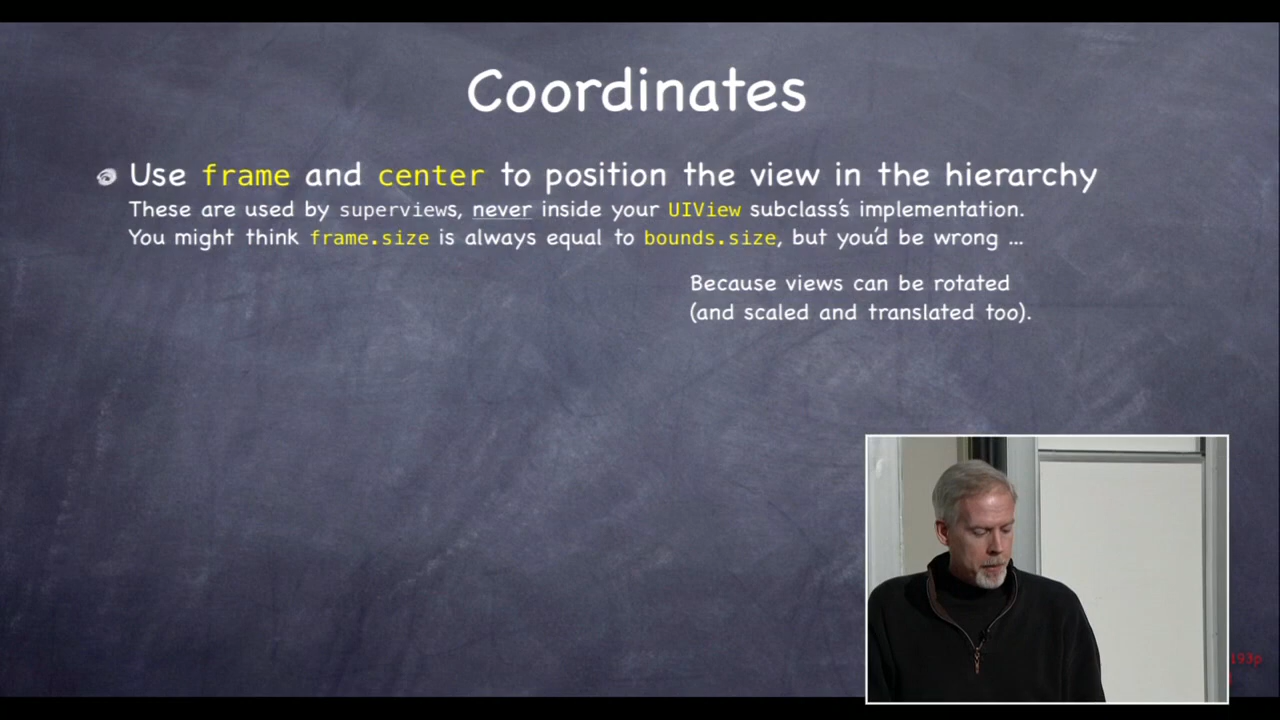 Coordinates
Use frame and center to position the view in the hierarchy
These are used by superviews, never inside your UIView subclass's implementation.
You might think frame.size is always equal to bounds.size, but you'd be wrong ...
Because views can be rotated
(and scaled and translated too).
193p